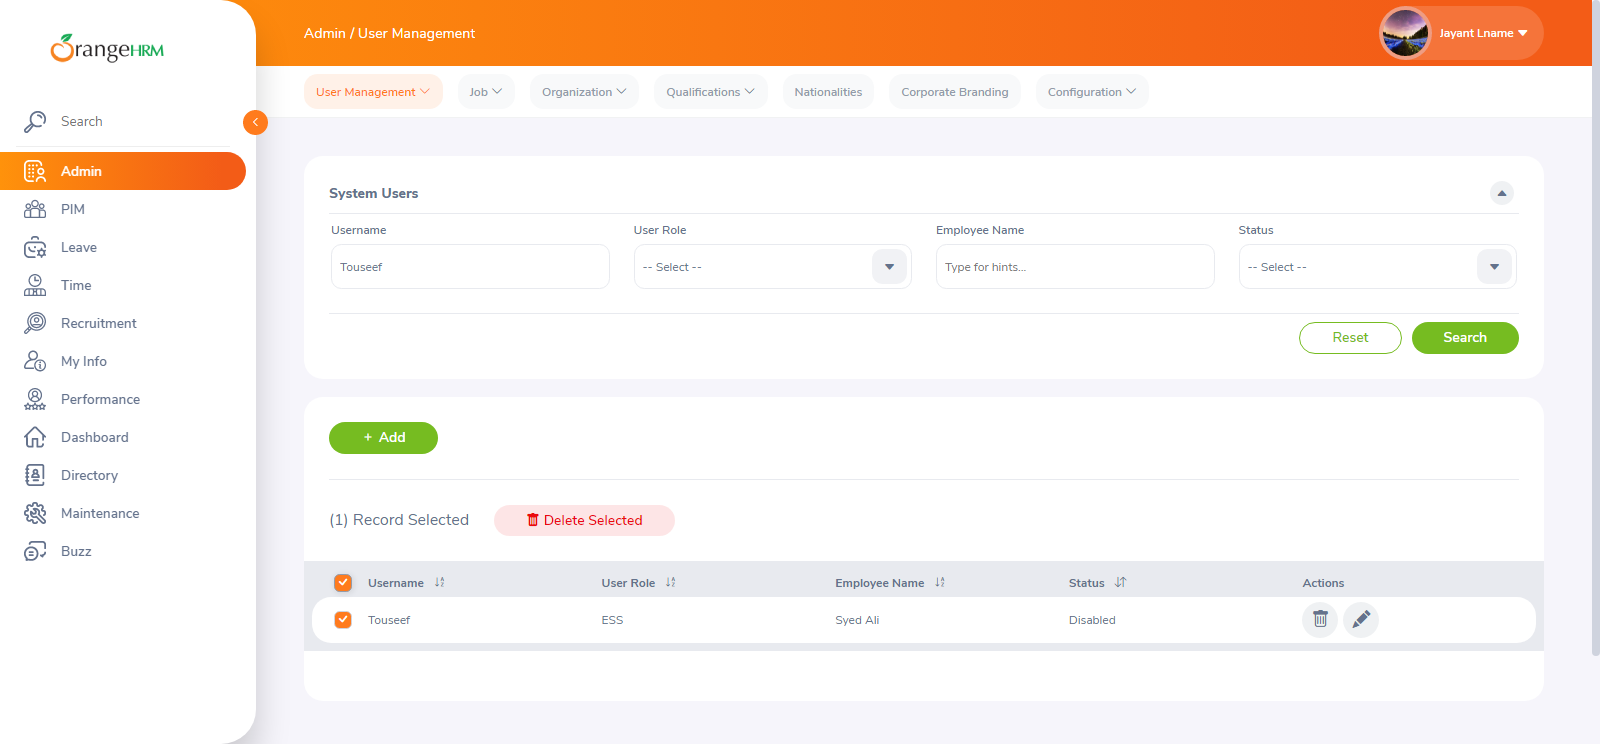 OrangeHRM
Admin / User Management
Jayant Lname
User Management
Job
Organization
Qualifications
Nationalities
Corporate Branding
Configuration
Search
Admin
PIM
Leave
Time
Recruitment
My Info
Performance
Dashboard
Directory
Maintenance
Buzz
System Users
Username
User Role
Employee Name
Status
Touseef
-- Select --
Type for hints...
-- Select --
Reset
Search
+ Add
(1) Record Selected
Delete Selected
Username
User Role
Employee Name
Status
Actions
Touseef
ESS
Syed Ali
Disabled